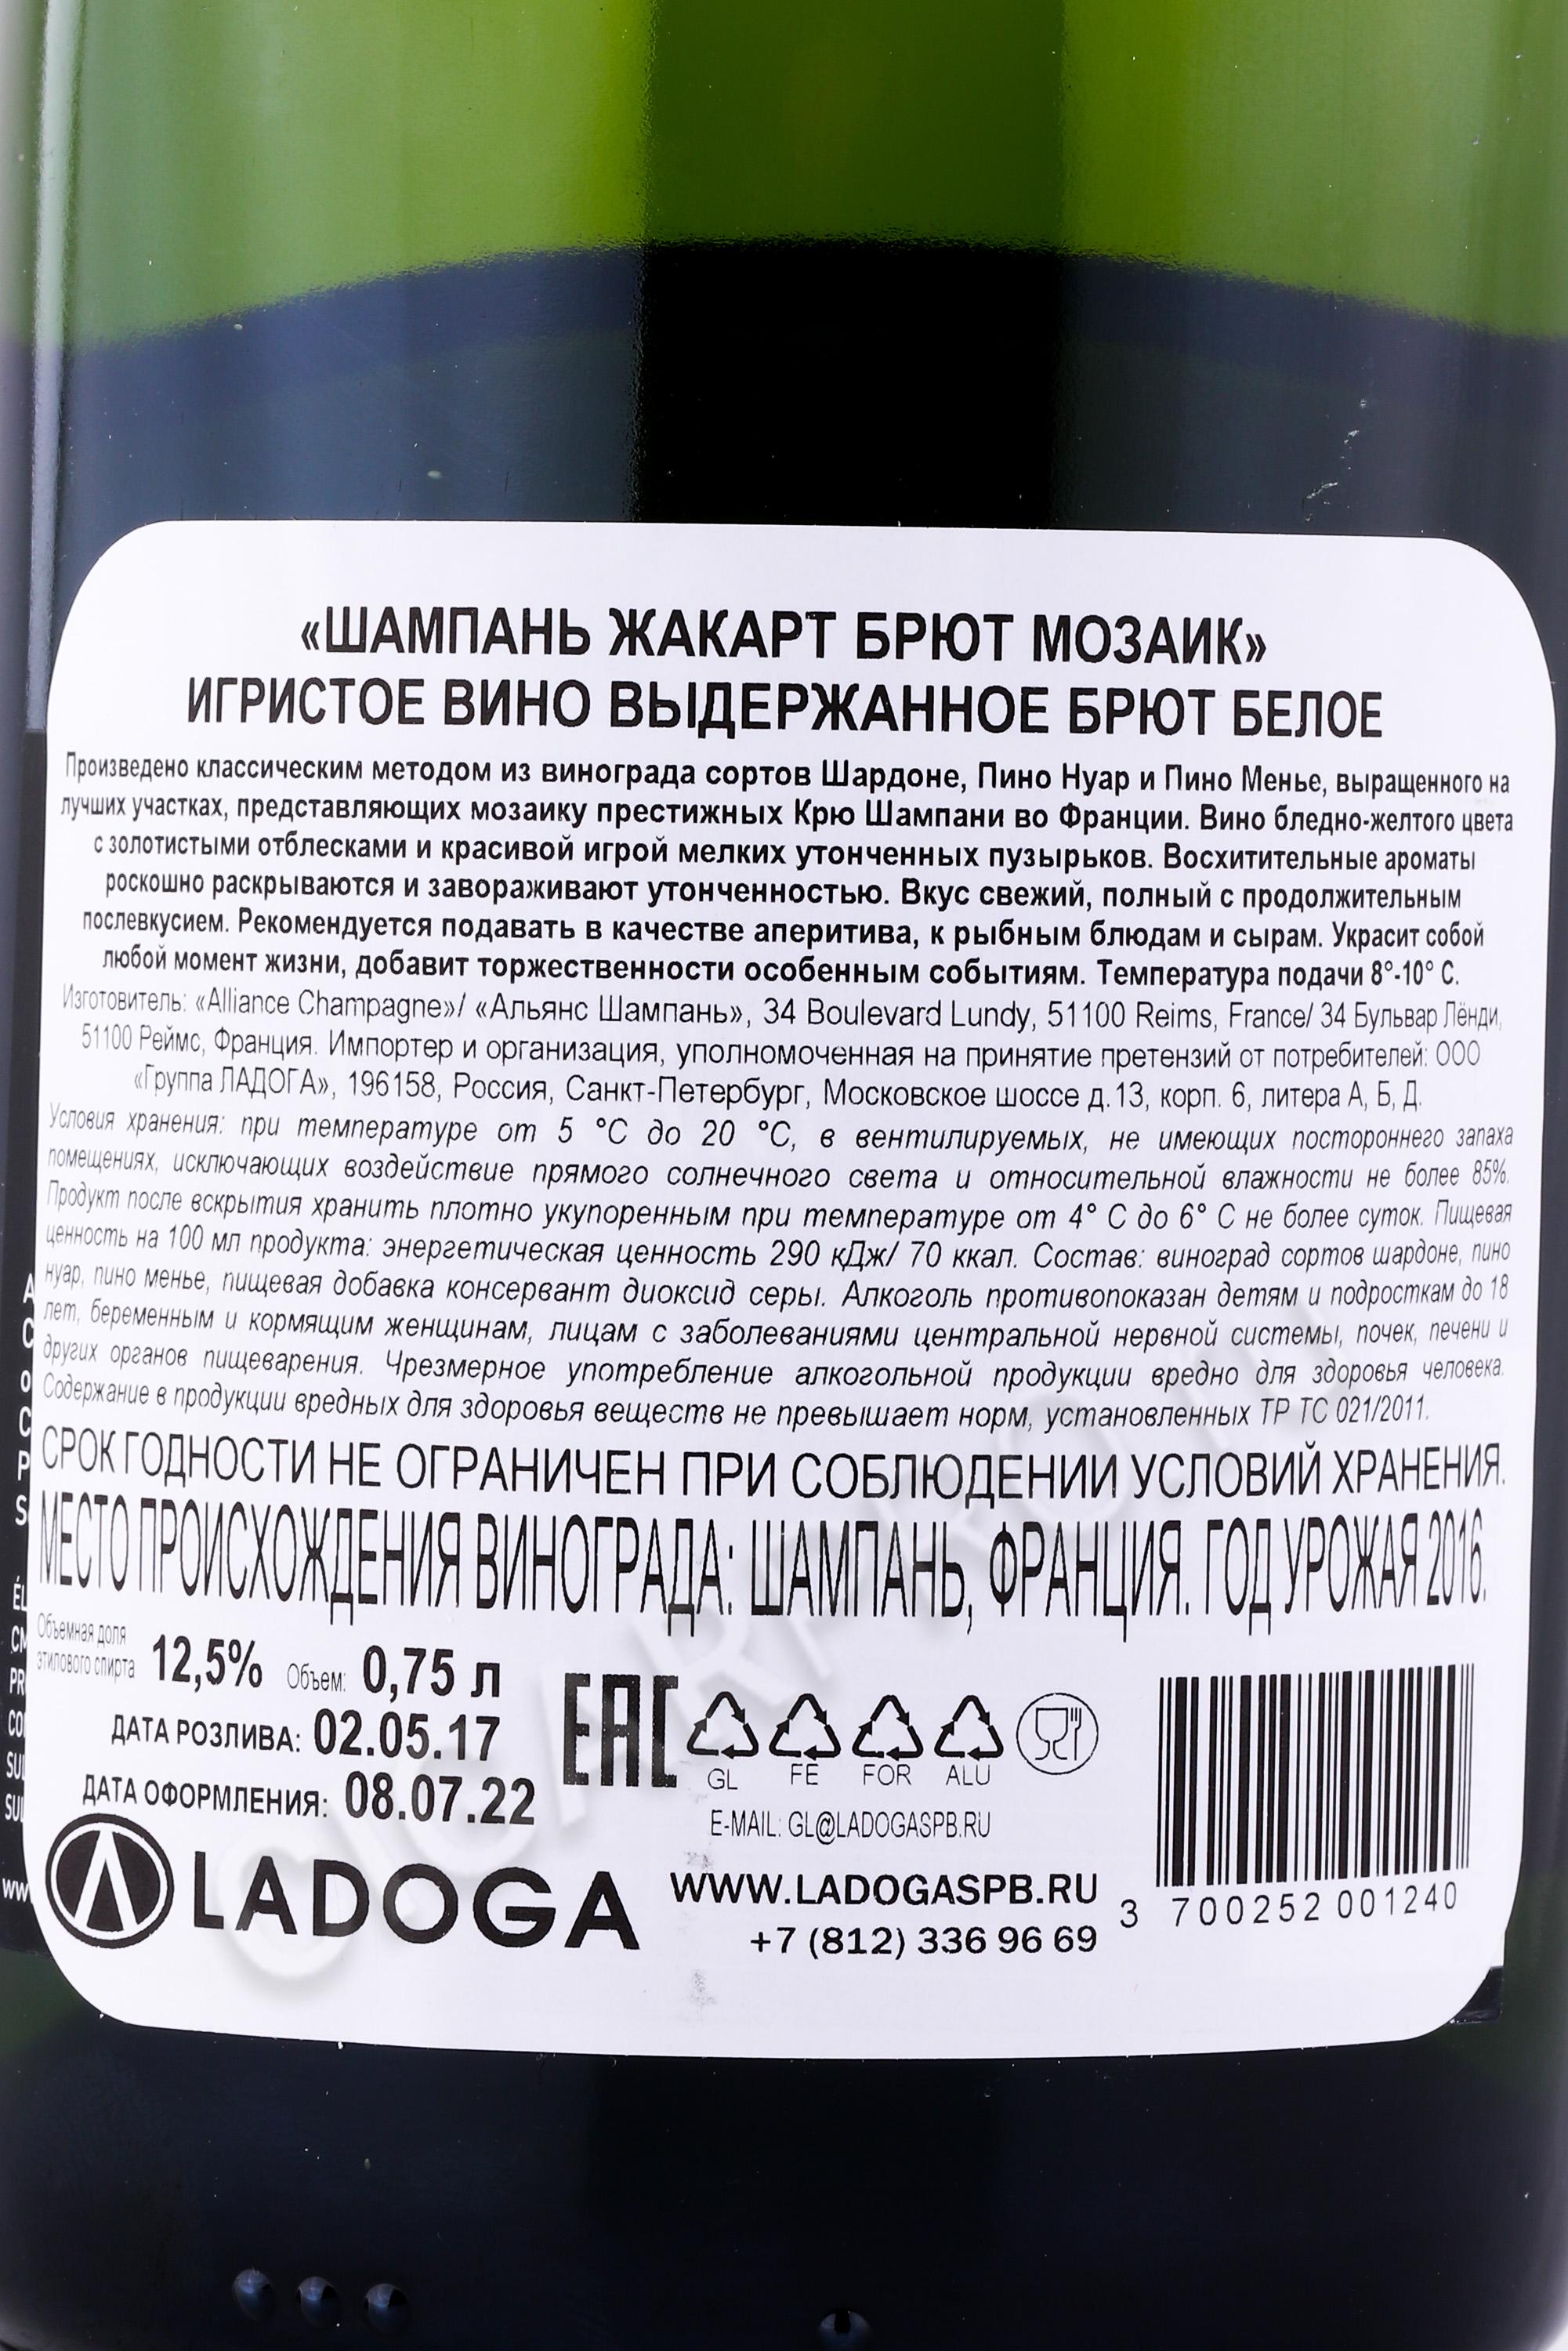 «ШАМПАНЬ ЖАКАРТ БРЮТ МОЗАИК»
ИГРИСТОЕ ВИНО ВЫДЕРЖАННОЕ БРЮТ БЕЛОЕ
Произведено классическим методом из винограда сортов Шардоне, Пино Нуар и Пино Менье, выращенного на
лучших участках, представляющих мозаику престижных Крю Шампани во Франции. Вино бледно-желтого цвета
с золотистыми отблесками и красивой игрой мелких утонченных пузырьков. Восхитительные ароматы
роскошно раскрываются и завораживают утонченностью. Вкус свежий, полный с продолжительным
послевкусием. Рекомендуется подавать в качестве аперитива, к рыбным блюдам и сырам. Украсит собой
любой момент жизни, добавит торжественности особенным событиям. Температура подачи 8°-10° С.
Изготовитель: «Alliance Champagne»/ «Альянс Шампань», 34 Boulevard Lundy, 51100 Reims, France/ 34 Бульвар Лёнди,
51100 Реймс, Франция. Импортер и организация, уполномоченная на принятие претензий от потребителей: ООО
«Группа ЛАДОГА», 196158, Россия, Санкт-Петербург, Московское шоссе д.13, корп. 6, литера А, Б, Д.
Условия хранения: при температуре от 5 °С до 20 °С, в вентилируемых, не имеющих постороннего запаха
помещениях, исключающих воздействие прямого солнечного света и относительной влажности не более 85%.
Продукт после вскрытия хранить плотно укупоренным при температуре от 4° С до 6° С не более суток. Пищевая
ценность на 100 мл продукта: энергетическая ценность 290 кДж/ 70 ккал. Состав: виноград сортов шардоне, пино
нуар, пино менье, пищевая добавка консервант диоксид серы. Алкоголь противопоказан детям и подросткам до 18
лет, беременным и кормящим женщинам, лицам с заболеваниями центральной нервной системы, почек, печени и
других органов пищеварения. Чрезмерное употребление алкогольной продукции вредно для здоровья человека.
Содержание в продукции вредных для здоровья веществ не превышает норм, установленных ТР ТС 021/2011.
СРОК ГОДНОСТИ НЕ ОГРАНИЧЕН ПРИ СОБЛЮДЕНИИ УСЛОВИЙ ХРАНЕНИЯ.
МЕСТО ПРОИСХОЖДЕНИЯ ВИНОГРАДА: ШАМПАНЬ, ФРАНЦИЯ. ГОД УРОЖАЯ 2016.
Объемная доля
этилового спирта 12,5% Объем: 0,75 л
ДАТА РОЗЛИВА: 02.05.17
ДАТА ОФОРМЛЕНИЯ: 08.07.22
EAC
GL FE FOR ALU
E-MAIL: GL@LADOGASPB.RU
LADOGA
WWW.LADOGASPB.RU
+7 (812) 336 96 69
3 700252 001240